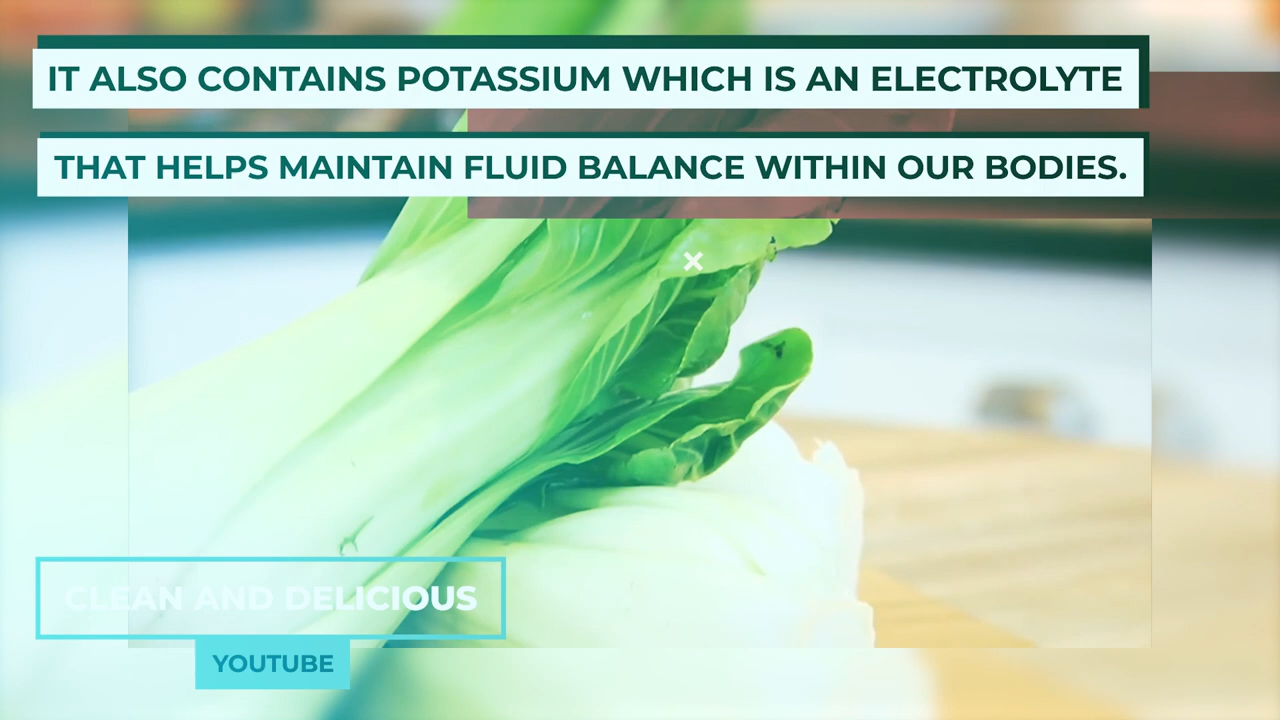 IT ALSO CONTAINS POTASSIUM WHICH IS AN ELECTROLYTE
THAT HELPS MAINTAIN FLUID BALANCE WITHIN OUR BODIES.
CLEAN AND DELICIOUS
YOUTUBE